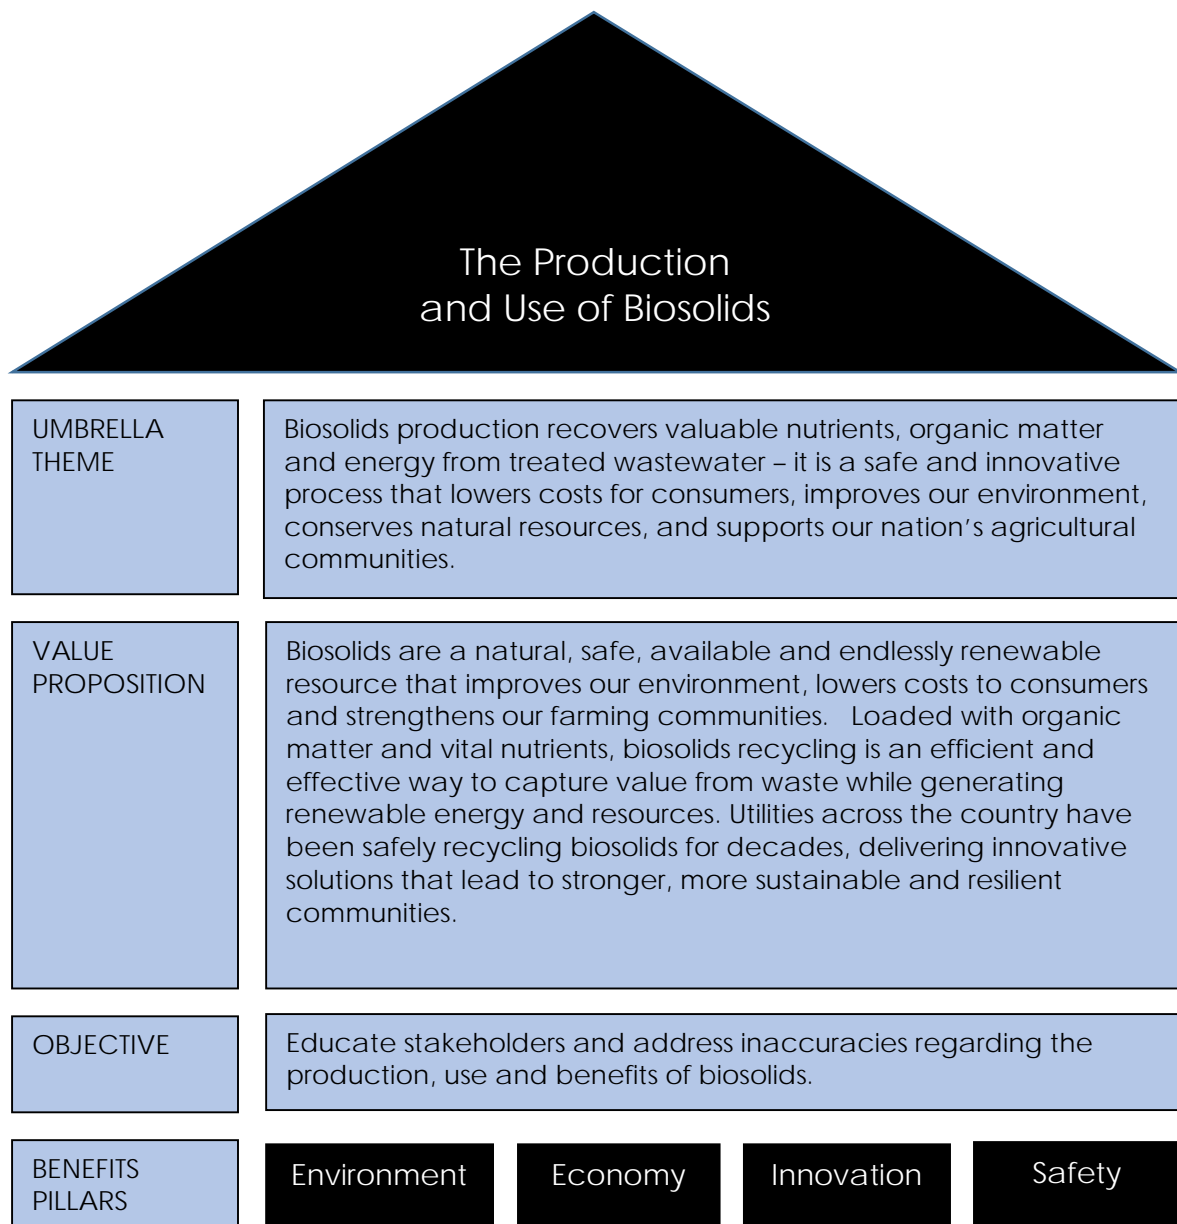 The Production
and Use of Biosolids
UMBRELLA
THEME
Biosolids production recovers valuable nutrients, organic matter
and energy from treated wastewater – it is a safe and innovative
process that lowers costs for consumers, improves our environment,
conserves natural resources, and supports our nation’s agricultural
communities.
VALUE
PROPOSITION
Biosolids are a natural, safe, available and endlessly renewable
resource that improves our environment, lowers costs to consumers
and strengthens our farming communities.   Loaded with organic
matter and vital nutrients, biosolids recycling is an efficient and
effective way to capture value from waste while generating
renewable energy and resources. Utilities across the country have
been safely recycling biosolids for decades, delivering innovative
solutions that lead to stronger, more sustainable and resilient
communities.
OBJECTIVE
Educate stakeholders and address inaccuracies regarding the
production, use and benefits of biosolids.
BENEFITS
PILLARS
Environment
Economy
Innovation
Safety